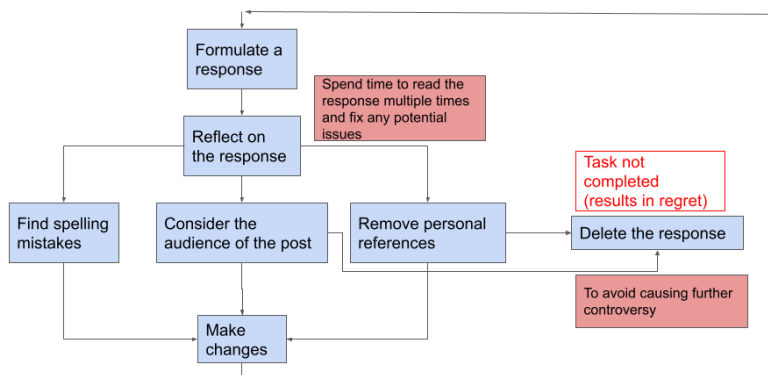 Formulate a
response
Spend time to read the
response multiple times
and fix any potential
issues
Reflect on
the response
Task not
completed
(results in regret)
Find spelling
mistakes
Consider the
audience of the post
Remove personal
references
Delete the response
To avoid causing further
controversy
Make
changes